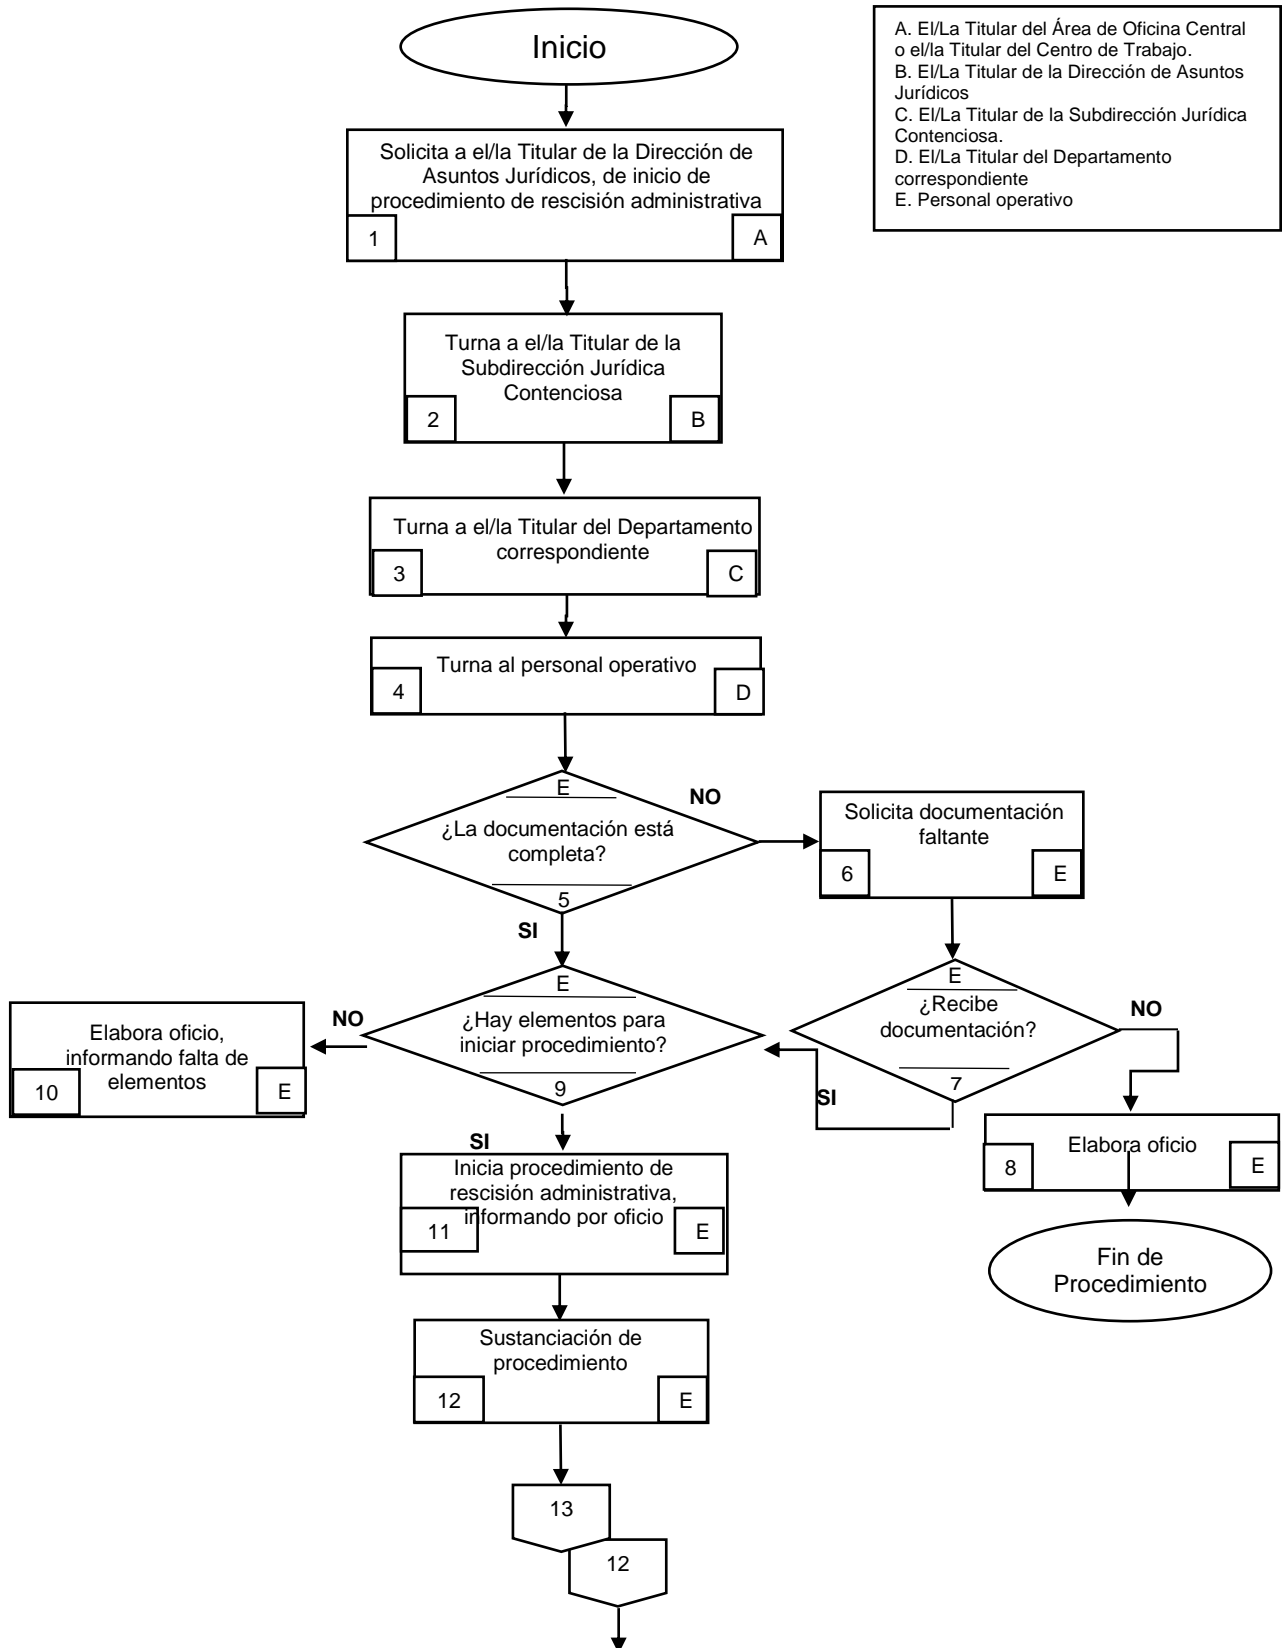 Inicio
A. El/La Titular del Área de Oficina Central
o el/la Titular del Centro de Trabajo.
B. El/La Titular de la Dirección de Asuntos
Jurídicos
C. El/La Titular de la Subdirección Jurídica
Contenciosa.
D. El/La Titular del Departamento
correspondiente
E. Personal operativo
Solicita a el/la Titular de la Dirección de
Asuntos Jurídicos, de inicio de
procedimiento de rescisión administrativa
1
A
Turna a el/la Titular de la
Subdirección Jurídica
Contenciosa
2
B
Turna a el/la Titular del Departamento
correspondiente
3
C
Turna al personal operativo
4
D
E
¿La documentación está
completa?
5
NO
SI
Solicita documentación
faltante
6
E
E
¿Hay elementos para
iniciar procedimiento?
9
NO
SI
E
¿Recibe
documentación?
7
NO
SI
Elabora oficio,
informando falta de
elementos
10
E
Elabora oficio
8
E
Inicia procedimiento de
rescisión administrativa,
informando por oficio
11
E
Fin de
Procedimiento
Sustanciación de
procedimiento
12
E
13
12